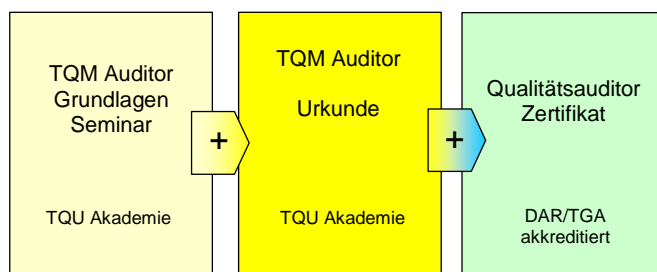 TQM Auditor
Grundlagen
Seminar
TQU Akademie
+
TQM Auditor
Urkunde
TQU Akademie
+
Qualitätsauditor
Zertifikat
DAR/TGA
akkreditiert